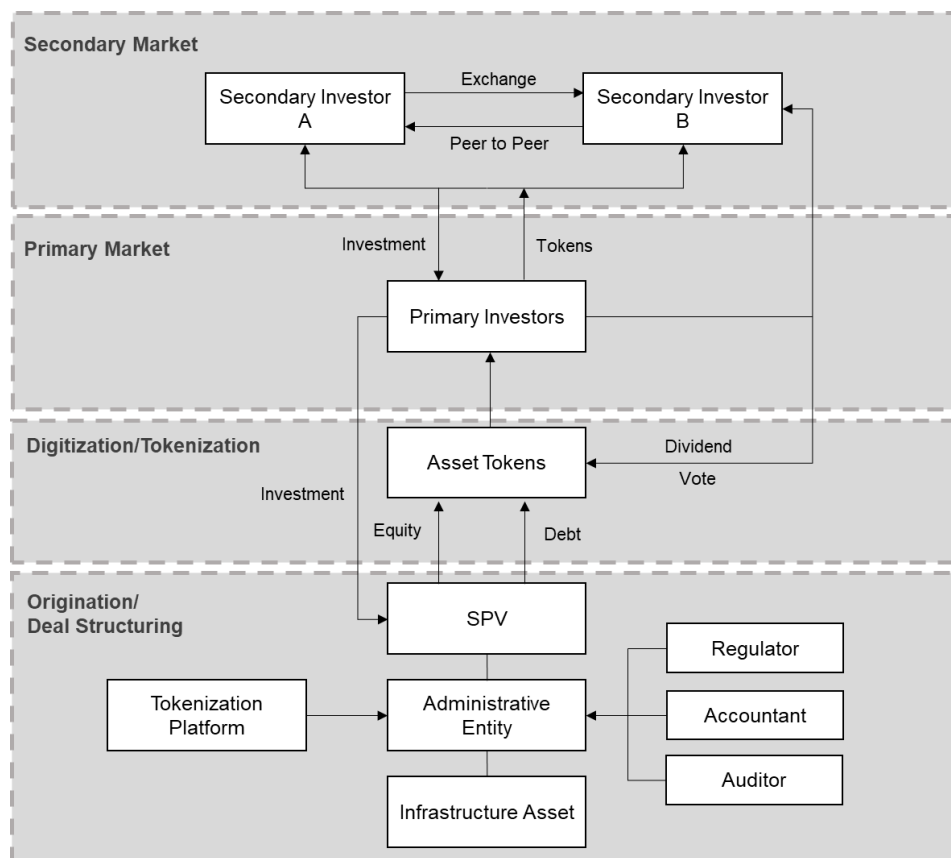 Secondary Market
Exchange
Secondary Investor
A
Secondary Investor
B
Peer to Peer
Primary Market
Investment
Tokens
Primary Investors
Digitization/Tokenization
Asset Tokens
Dividend
Vote
Investment
Equity
Debt
Origination/
Deal Structuring
SPV
Regulator
Tokenization
Platform
Administrative
Entity
Accountant
Auditor
Infrastructure Asset